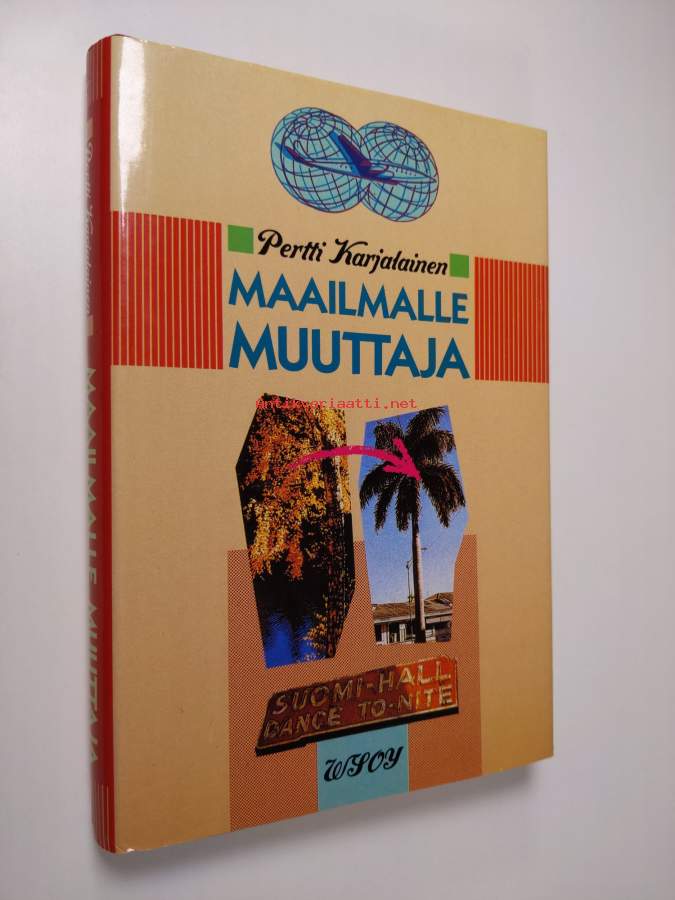 Pertti Karjalainen
MAAILMALLE
MUUTTAJA
antikvariaatti.net
SUOMI-HALL
DANCE TO-NITE
WSOY
Pertti Karjalainen
MAAILMALLE MUUTTAJA